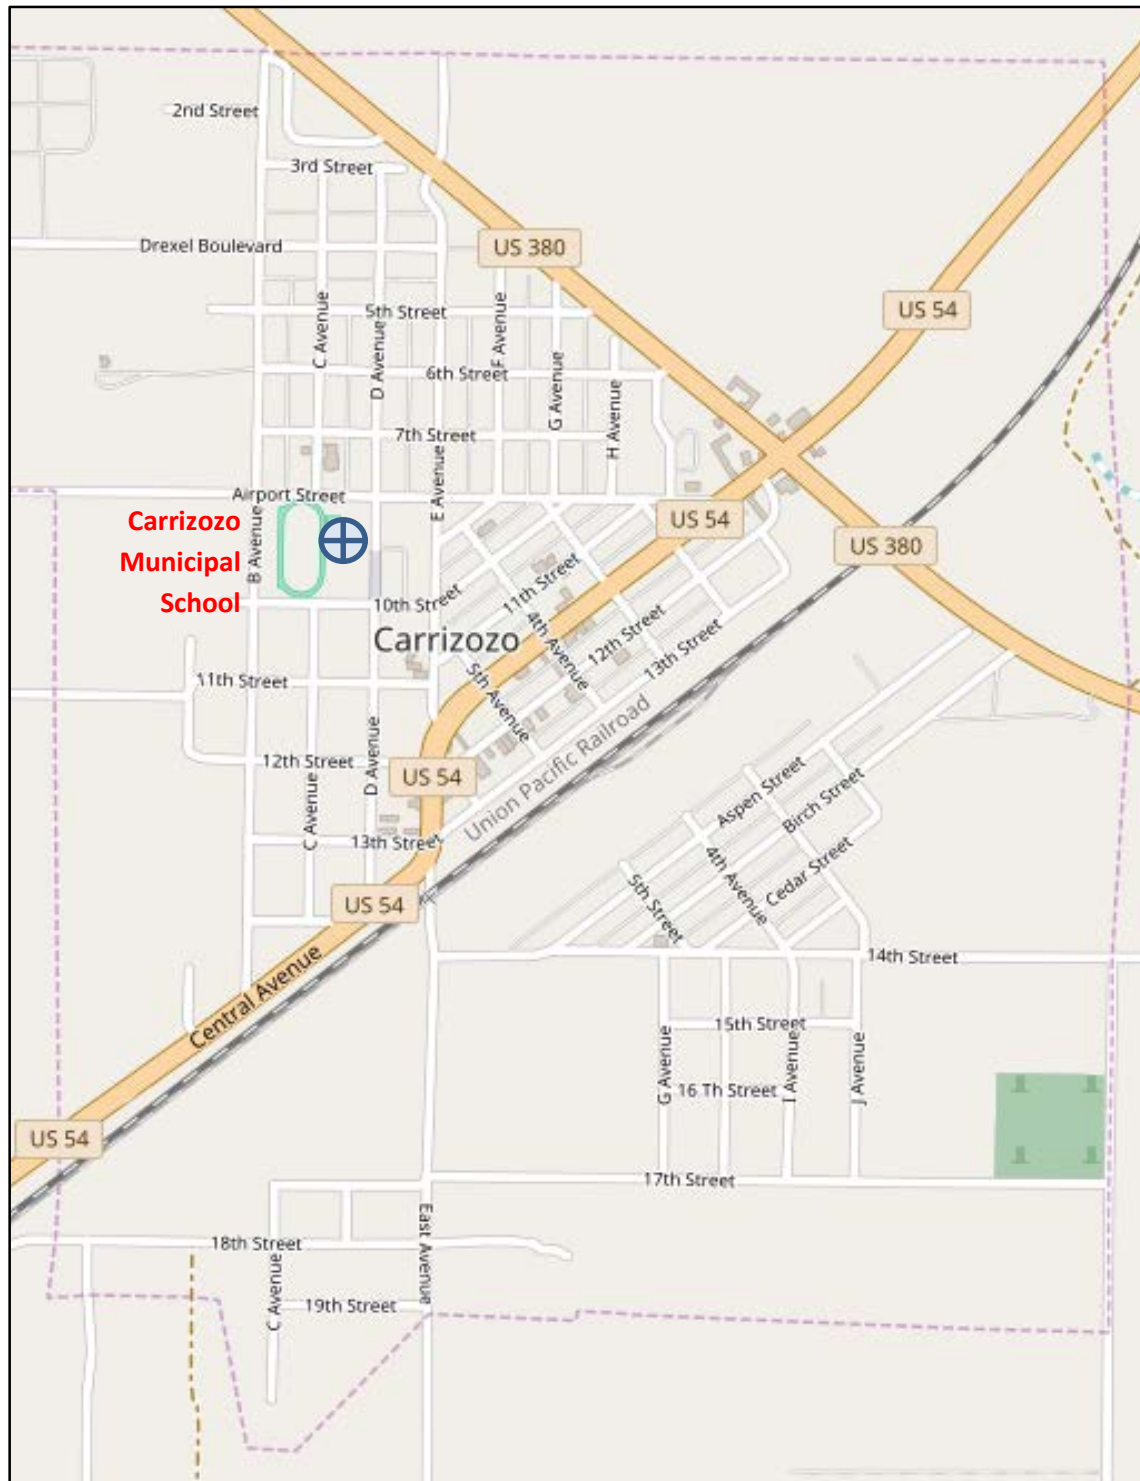 2nd Street
3rd Street
Drexel Boulevard
US 380
US 54
5th Street
C Avenue
D Avenue
F Avenue
6th Street
G Avenue
H Avenue
7th Street
E Avenue
Airport Street
B Avenue
Carrizozo
Municipal
School
US 54
US 380
10th Street
11th Street
4th Avenue
12th Street
13th Street
Carrizozo
5th Avenue
11th Street
Union Pacific Railroad
D Avenue
12th Street
C Avenue
US 54
13th Street
Aspen Street
Birch Street
Cedar Street
4th Avenue
5th Street
US 54
Central Avenue
14th Street
15th Street
G Avenue
I Avenue
J Avenue
16 Th Street
US 54
17th Street
East Avenue
18th Street
C Avenue
19th Street